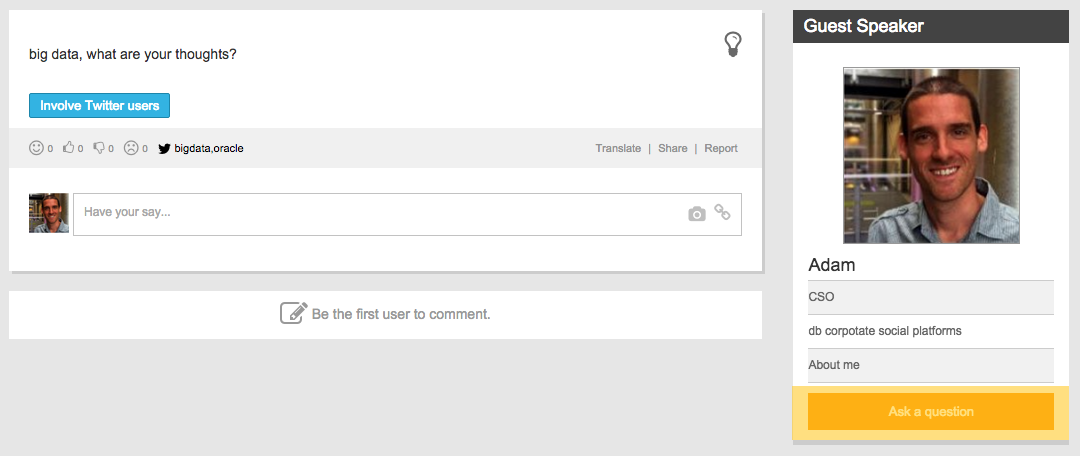 big data, what are your thoughts?
Involve Twitter users
0 0 0 0 bigdata,oracle Translate | Share | Report
Have your say...
Be the first user to comment.
Guest Speaker
Adam
CSO
db corpotate social platforms
About me
Ask a question